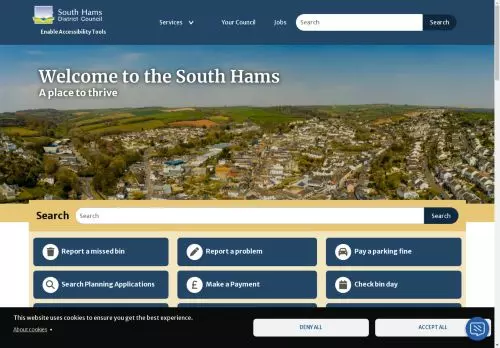 South Hams
District Council
Enable Accessibility Tools
Services
Your Council
Jobs
Search
Search
Welcome to the South Hams
A place to thrive
Search
Search
Search
Report a missed bin
Report a problem
Pay a parking fine
Search Planning Applications
£
Make a Payment
Check bin day
This website uses cookies to ensure you get the best experience.
About cookies
DENY ALL
ACCEPT ALL